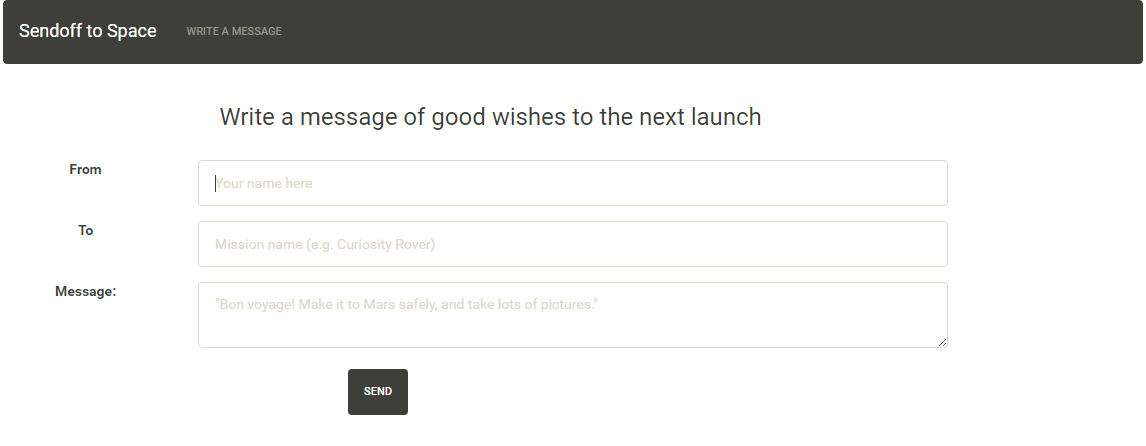 Sendoff to Space WRITE A MESSAGE
Write a message of good wishes to the next launch
From
Your name here
To
Mission name (e.g. Curiosity Rover)
Message:
"Bon voyage! Make it to Mars safely, and take lots of pictures."
SEND